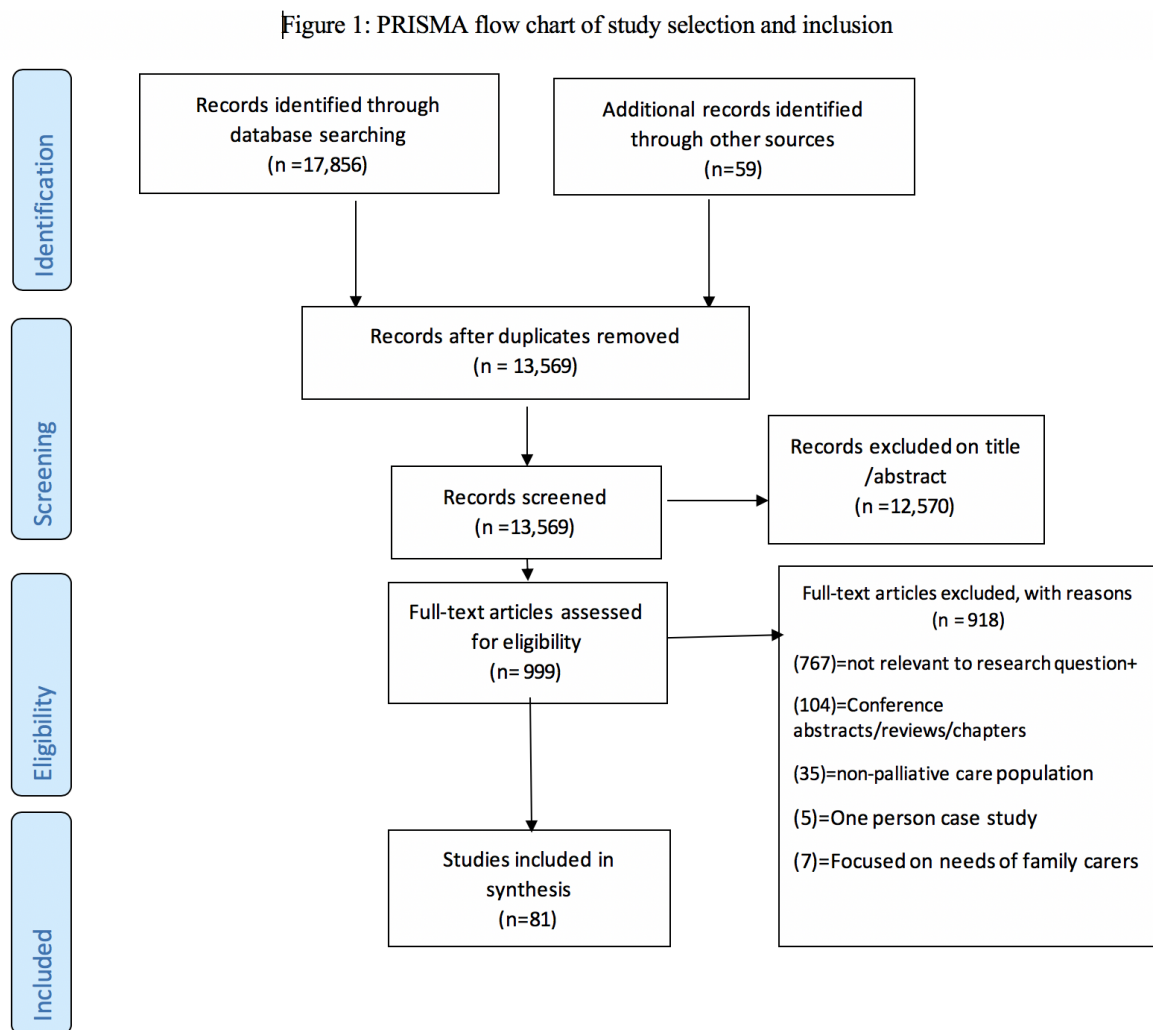 Figure 1: PRISMA flow chart of study selection and inclusion
Identification
Records identified through
database searching
(n =17,856)
Additional records identified
through other sources
(n=59)
Records after duplicates removed
(n = 13,569)
Screening
Records screened
(n =13,569)
Records excluded on title
/abstract
(n =12,570)
Eligibility
Full-text articles assessed
for eligibility
(n= 999)
Full-text articles excluded, with reasons
(n = 918)
(767)=not relevant to research question+
(104)=Conference
abstracts/reviews/chapters
(35)=non-palliative care population
(5)=One person case study
(7)=Focused on needs of family carers
Included
Studies included in
synthesis
(n=81)